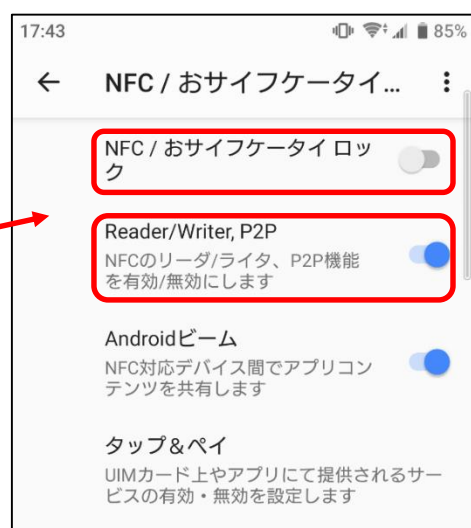 17:43 85%
NFC / おサイフケータイ...
NFC / おサイフケータイ ロッ
ク
Reader/Writer, P2P
NFCのリーダ/ライタ、P2P機能
を有効/無効にします
Androidビーム
NFC対応デバイス間でアプリコン
テンツを共有します
タップ&ペイ
UIMカード上やアプリにて提供されるサー
ビスの有効・無効を設定します